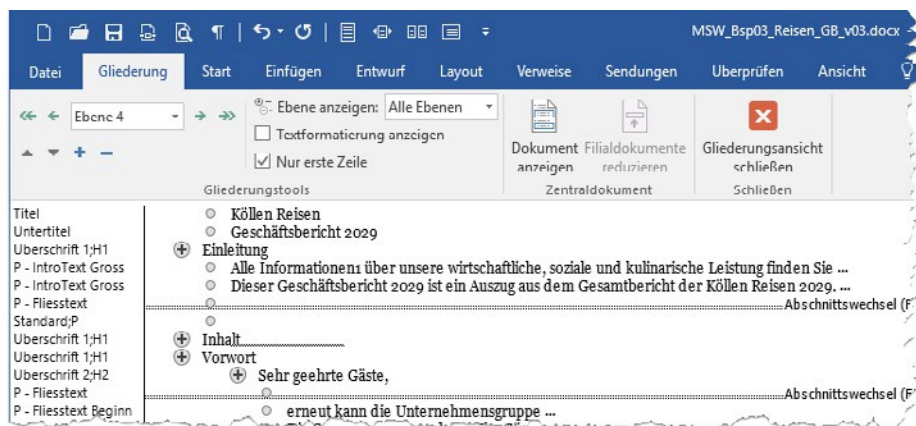 MSW_Bsp03_Reisen_GB_v03.docx -
Datei Gliederung Start Einfügen Entwurf Layout Verweise Sendungen Überprüfen Ansicht
Ebene 4
Ebene anzeigen: Alle Ebenen
Textformatierung anzeigen
Nur erste Zeile
Gliederungstools
Dokument anzeigen
Filialdokumente reduzieren
Zentraldokument
Gliederungsansicht schließen
Schließen
Titel Köllen Reisen
Untertitel Geschäftsbericht 2029
Überschrift 1;H1 Einleitung
P - IntroText Gross Alle Informationen1 über unsere wirtschaftliche, soziale und kulinarische Leistung finden Sie ...
P - IntroText Gross Dieser Geschäftsbericht 2029 ist ein Auszug aus dem Gesamtbericht der Köllen Reisen 2029. ...
P - Fliesstext Abschnittswechsel (F
Standard;P
Überschrift 1;H1 Inhalt
Überschrift 1;H1 Vorwort
Überschrift 2;H2 Sehr geehrte Gäste,
P - Fliesstext Abschnittswechsel (F
P - Fliesstext Beginn erneut kann die Unternehmensgruppe ...